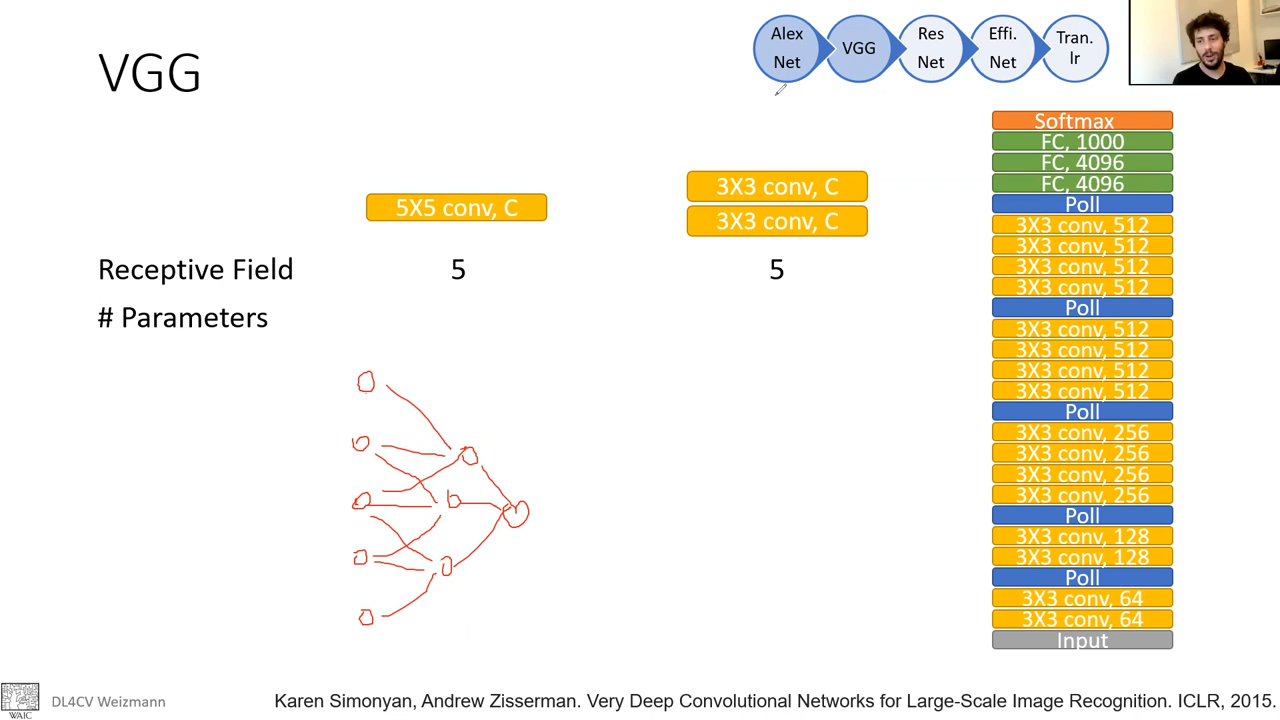 VGG
Alex
Net
VGG
Res
Net
Effi.
Net
Tran.
lr
5X5 conv, C
3X3 conv, C
3X3 conv, C
Receptive Field 5 5
# Parameters
Softmax
FC, 1000
FC, 4096
FC, 4096
Poll
3X3 conv, 512
3X3 conv, 512
3X3 conv, 512
3X3 conv, 512
Poll
3X3 conv, 512
3X3 conv, 512
3X3 conv, 512
3X3 conv, 512
Poll
3X3 conv, 256
3X3 conv, 256
3X3 conv, 256
3X3 conv, 256
Poll
3X3 conv, 128
3X3 conv, 128
Poll
3X3 conv, 64
3X3 conv, 64
Input
WAIC
DL4CV Weizmann
Karen Simonyan, Andrew Zisserman. Very Deep Convolutional Networks for Large-Scale Image Recognition. ICLR, 2015.